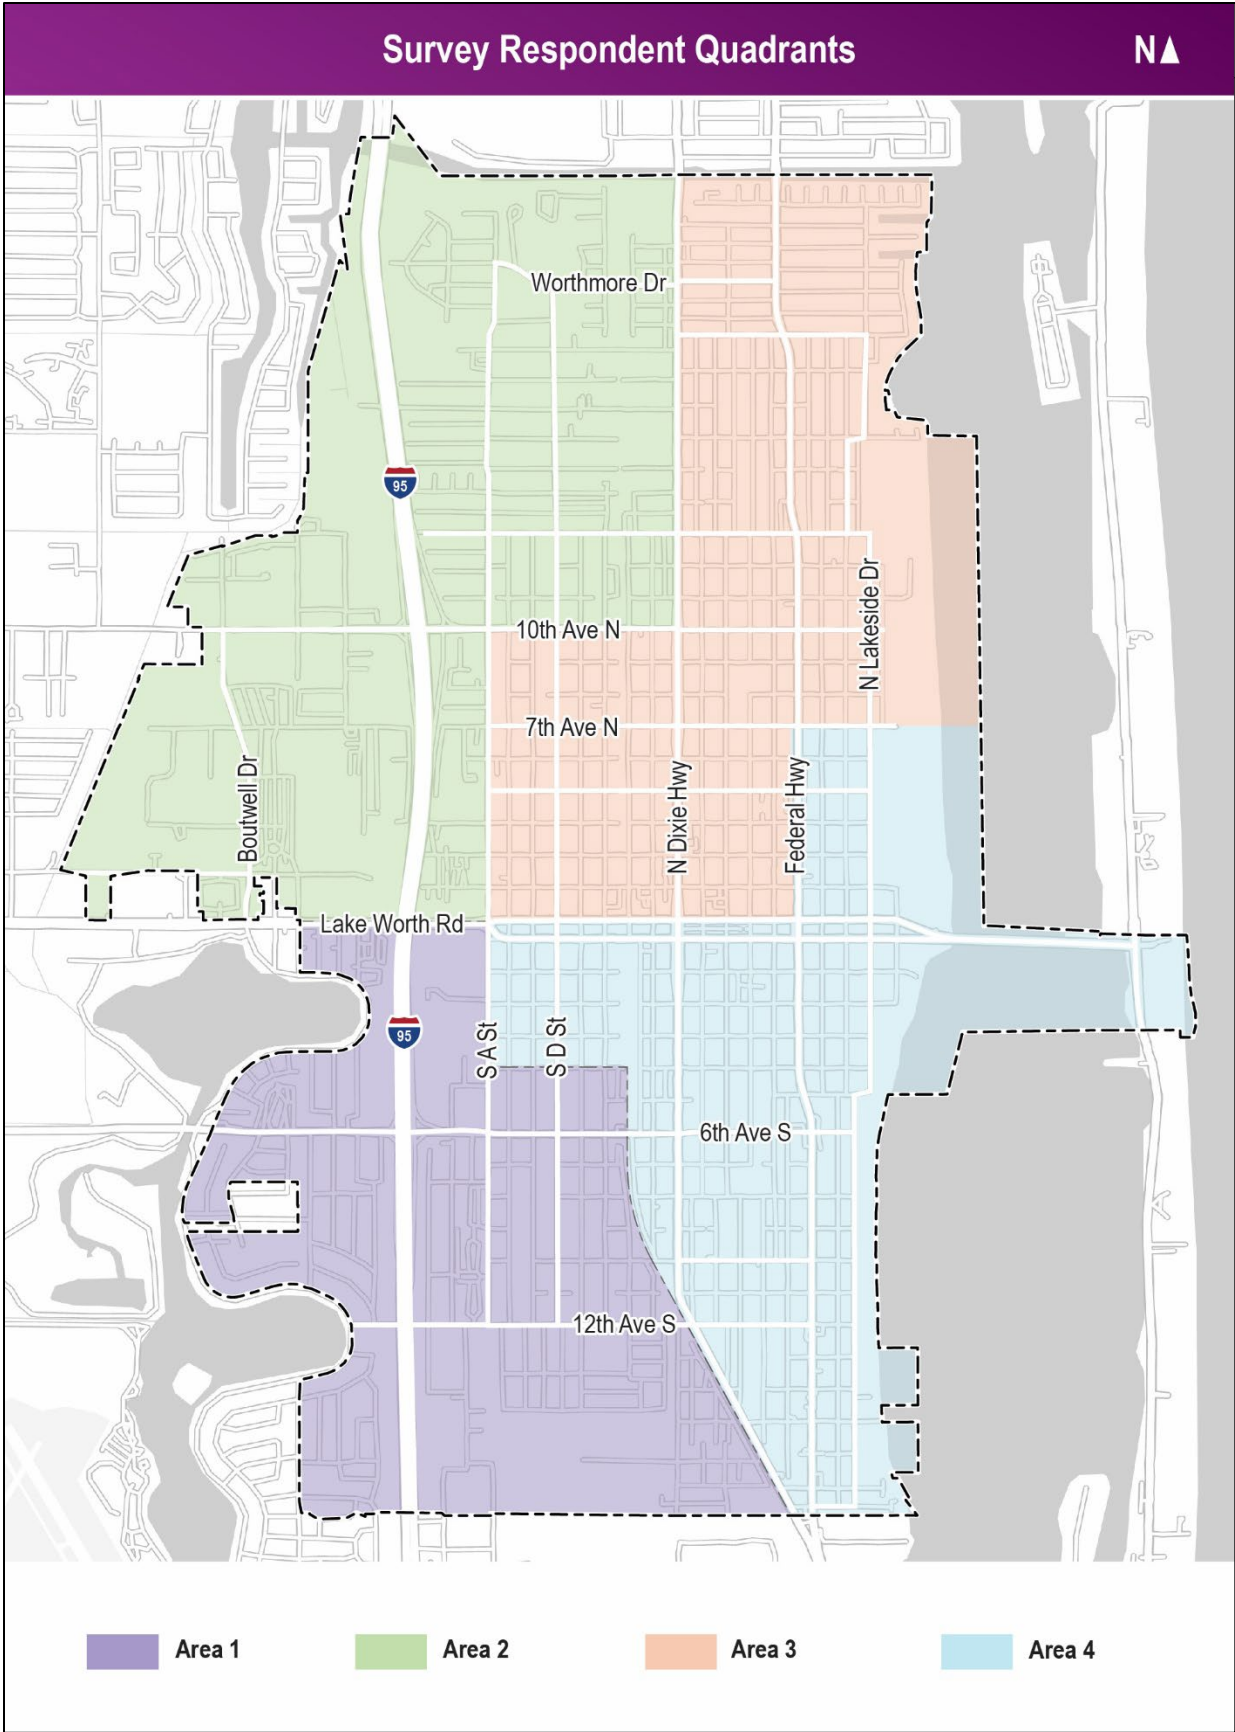 Survey Respondent Quadrants
N
Worthmore Dr
95
N Lakeside Dr
10th Ave N
7th Ave N
Boutwell Dr
N Dixie Hwy
Federal Hwy
Lake Worth Rd
95
S A St
S D St
6th Ave S
12th Ave S
Area 1
Area 2
Area 3
Area 4